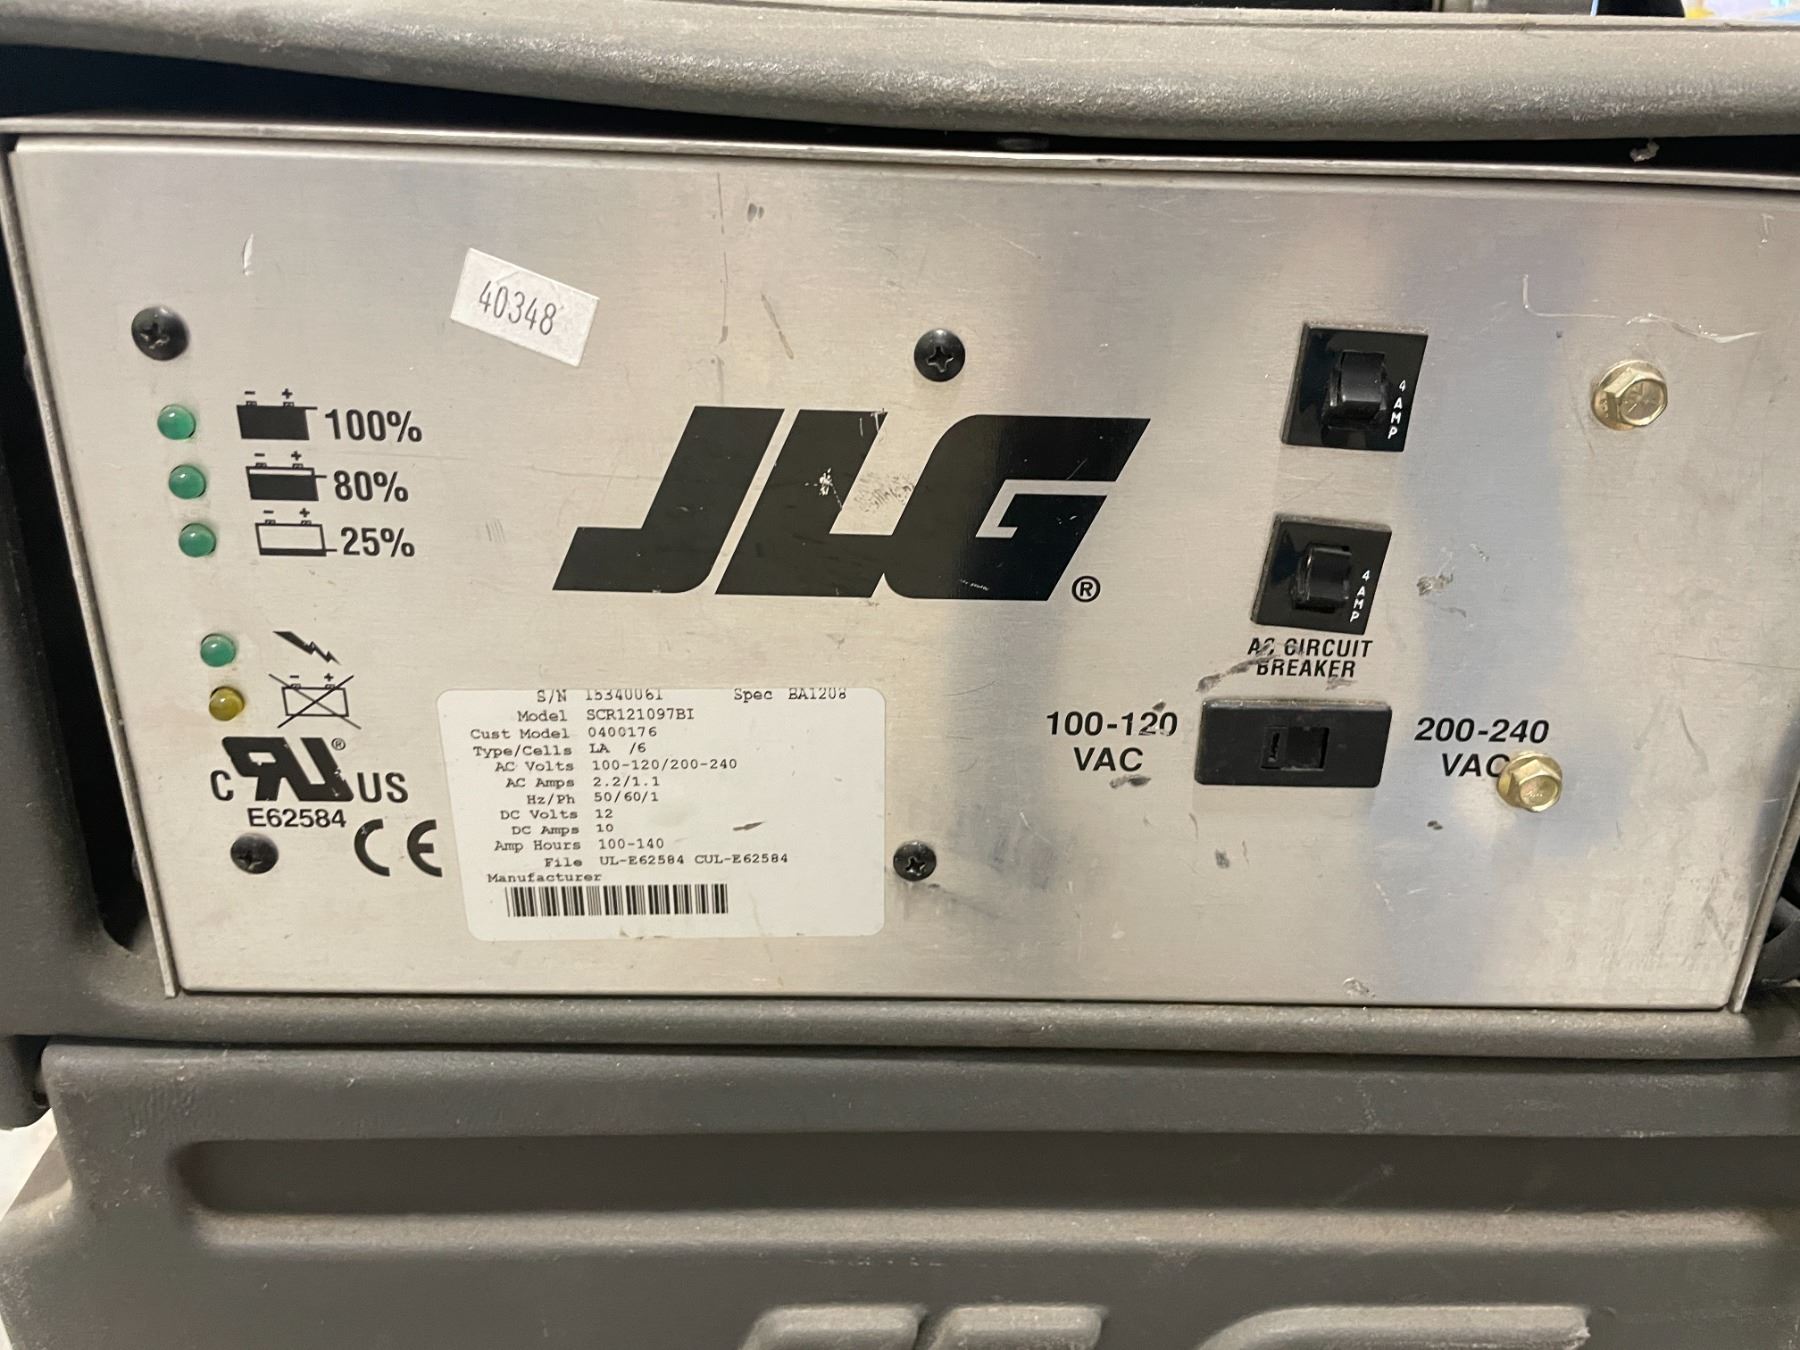 40348
100%
80%
25%
JLG®
4 AMP
4 AMP
AC CIRCUIT
BREAKER
100-120
VAC
200-240
VAC
C RU® US
E62584
CE
S/N 15340061 Spec BA1208
Model SCR121097BI
Cust Model 0400176
Type/Cells LA /6
AC Volts 100-120/200-240
AC Amps 2.2/1.1
Hz/Ph 50/60/1
DC Volts 12
DC Amps 10
Amp Hours 100-140
File UL-E62584 CUL-E62584
Manufacturer